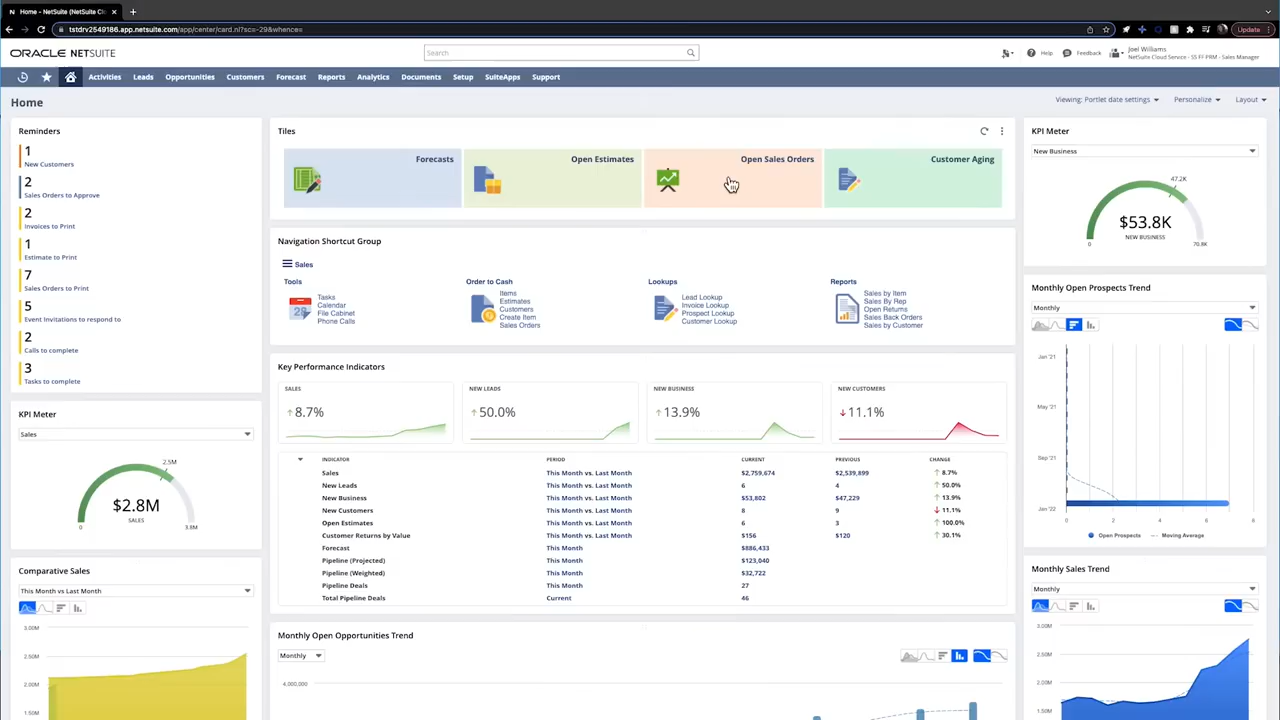 N Home - NetSuite (NetSuite Cl
tstdrv2549186.app.netsuite.com/app/center/card.nl?sc=-29&whence=
Update
ORACLE NETSUITE
Search
Help
Feedback
Joel Williams
NetSuite Cloud Service - SS FF PRM - Sales Manager
Activities Leads Opportunities Customers Forecast Reports Analytics Documents Setup SuiteApps Support
Home
Viewing: Portlet date settings Personalize Layout
Reminders
1
New Customers
2
Sales Orders to Approve
2
Invoices to Print
1
Estimate to Print
7
Sales Orders to Print
5
Event Invitations to respond to
2
Calls to complete
3
Tasks to complete
KPI Meter
Sales
2.5M
$2.8M
SALES
0
3.8M
Comparative Sales
This Month vs Last Month
3.00M
2.50M
2.00M
Tiles
Forecasts
Open Estimates
Open Sales Orders
Customer Aging
Navigation Shortcut Group
Sales
Tools
28
Tasks
Calendar
File Cabinet
Phone Calls
Order to Cash
Items
Estimates
Customers
Create Item
Sales Orders
Lookups
Lead Lookup
Invoice Lookup
Prospect Lookup
Customer Lookup
Reports
Sales by Item
Sales By Rep
Open Returns
Sales Back Orders
Sales by Customer
Key Performance Indicators
SALES
8.7%
NEW LEADS
50.0%
NEW BUSINESS
13.9%
NEW CUSTOMERS
11.1%
INDICATOR PERIOD CURRENT PREVIOUS CHANGE
Sales This Month vs. Last Month $2,759,674 $2,539,899 8.7%
New Leads This Month vs. Last Month 6 4 50.0%
New Business This Month vs. Last Month $53,802 $47,229 13.9%
New Customers This Month vs. Last Month 8 9 11.1%
Open Estimates This Month vs. Last Month 6 3 100.0%
Customer Returns by Value This Month vs. Last Month $156 $120 30.1%
Forecast This Month $886,433
Pipeline (Projected) This Month $123,040
Pipeline (Weighted) This Month $32,722
Pipeline Deals This Month 27
Total Pipeline Deals Current 46
Monthly Open Opportunities Trend
Monthly
4,000,000
KPI Meter
New Business
47.2K
$53.8K
NEW BUSINESS
0
70.8K
Monthly Open Prospects Trend
Monthly
Jan '21
May '21
Sep '21
Jan '22
0 2 4 6 8
Open Prospects Moving Average
Monthly Sales Trend
Monthly
3.00M
2.50M
2.00M
1.50M